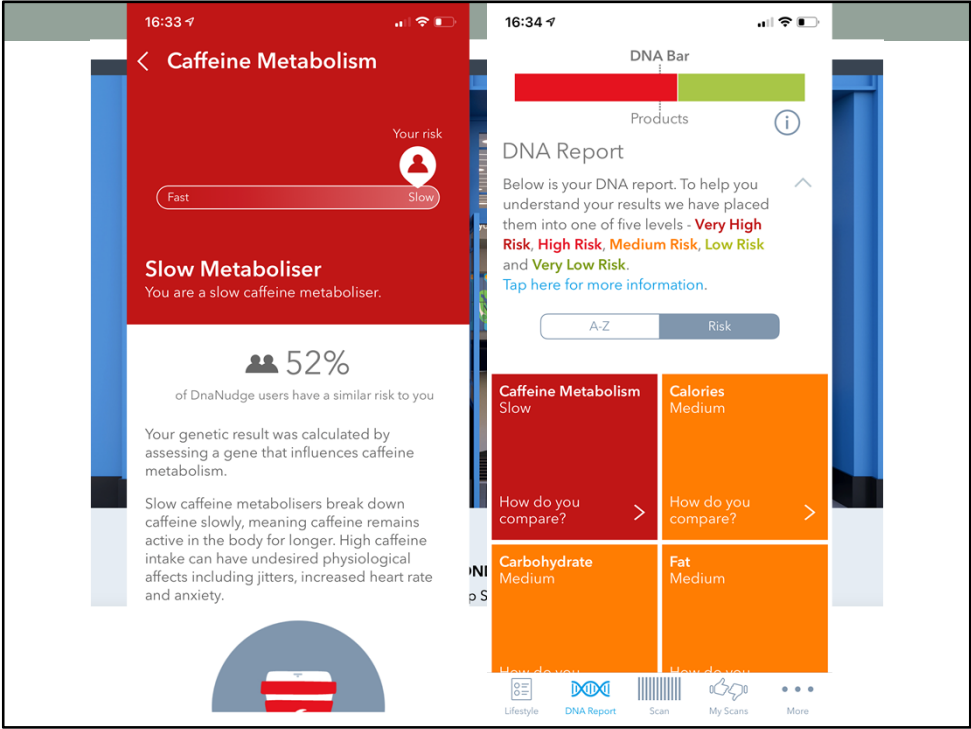 16:33
Caffeine Metabolism
Your risk
Fast
Slow
Slow Metaboliser
You are a slow caffeine metaboliser.
52%
of DnaNudge users have a similar risk to you
Your genetic result was calculated by
assessing a gene that influences caffeine
metabolism.
Slow caffeine metabolisers break down
caffeine slowly, meaning caffeine remains
active in the body for longer. High caffeine
intake can have undesired physiological
affects including jitters, increased heart rate
and anxiety.
16:34
DNA Bar
Products
DNA Report
Below is your DNA report. To help you
understand your results we have placed
them into one of five levels - Very High
Risk, High Risk, Medium Risk, Low Risk
and Very Low Risk.
Tap here for more information.
A-Z
Risk
Caffeine Metabolism
Slow
How do you
compare?
Calories
Medium
How do you
compare?
Carbohydrate
Medium
How do you
Fat
Medium
How do you
Lifestyle
DNA Report
Scan
My Scans
More